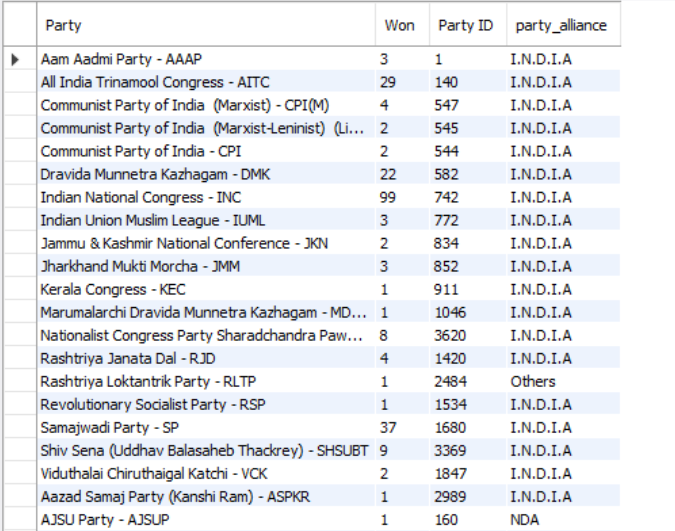 Party Won Party ID party_alliance
Aam Aadmi Party - AAAP 3 1 I.N.D.I.A
All India Trinamool Congress - AITC 29 140 I.N.D.I.A
Communist Party of India (Marxist) - CPI(M) 4 547 I.N.D.I.A
Communist Party of India (Marxist-Leninist) (Li... 2 545 I.N.D.I.A
Communist Party of India - CPI 2 544 I.N.D.I.A
Dravida Munnetra Kazhagam - DMK 22 582 I.N.D.I.A
Indian National Congress - INC 99 742 I.N.D.I.A
Indian Union Muslim League - IUML 3 772 I.N.D.I.A
Jammu & Kashmir National Conference - JKN 2 834 I.N.D.I.A
Jharkhand Mukti Morcha - JMM 3 852 I.N.D.I.A
Kerala Congress - KEC 1 911 I.N.D.I.A
Marumalarchi Dravida Munnetra Kazhagam - MD... 1 1046 I.N.D.I.A
Nationalist Congress Party Sharadchandra Paw... 8 3620 I.N.D.I.A
Rashtriya Janata Dal - RJD 4 1420 I.N.D.I.A
Rashtriya Loktantrik Party - RLTP 1 2484 Others
Revolutionary Socialist Party - RSP 1 1534 I.N.D.I.A
Samajwadi Party - SP 37 1680 I.N.D.I.A
Shiv Sena (Uddhav Balasaheb Thackrey) - SHSUBT 9 3369 I.N.D.I.A
Viduthalai Chiruthaigal Katchi - VCK 2 1847 I.N.D.I.A
Aazad Samaj Party (Kanshi Ram) - ASPKR 1 2989 I.N.D.I.A
AJSU Party - AJSUP 1 160 NDA